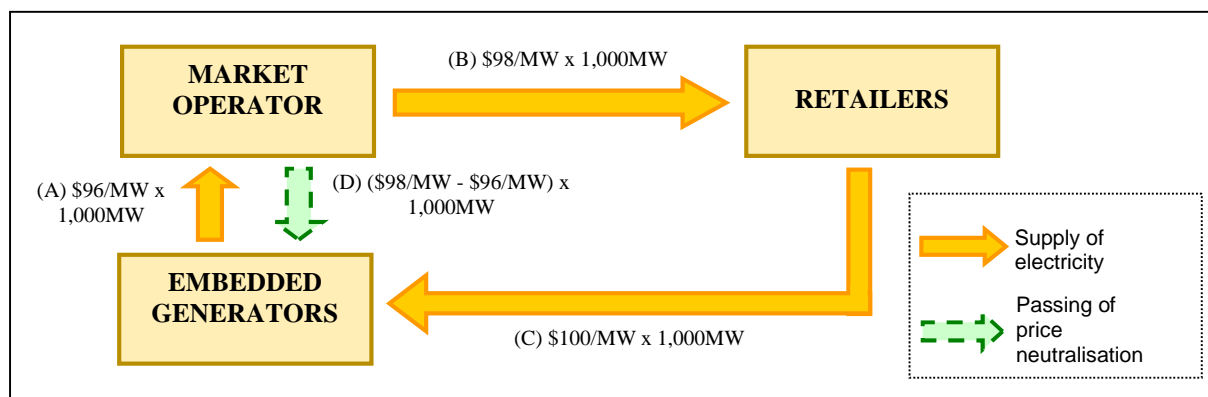 MARKET
OPERATOR
(B) $98/MW x 1,000MW
RETAILERS
(A) $96/MW x
1,000MW
(D) ($98/MW - $96/MW) x
1,000MW
EMBEDDED
GENERATORS
(C) $100/MW x 1,000MW
Supply of
electricity
Passing of
price
neutralisation